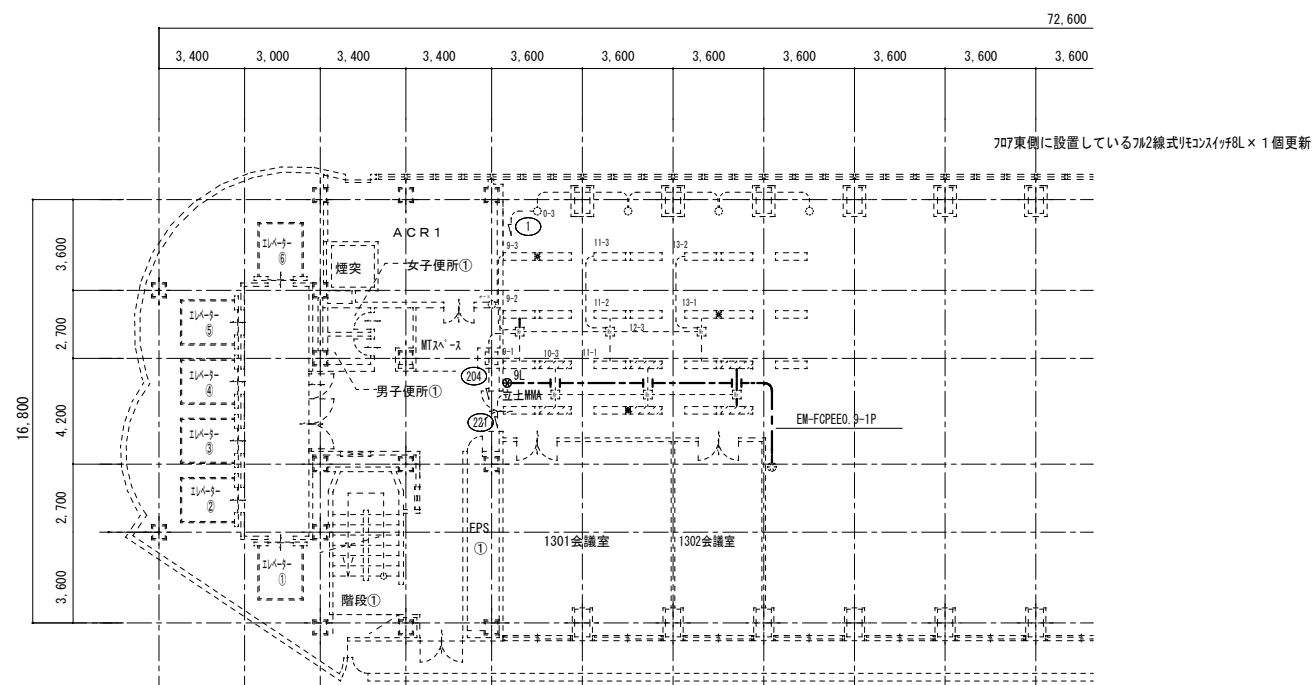 72,600
3,400 3,000 3,400 3,400 3,600 3,600 3,600 3,600 3,600 3,600 3,600
ﾌﾛｱ東側に設置しているﾌﾙ2線式ﾘﾓｺﾝｽｲｯﾁ8L×１個更新
16,800
3,600
2,700
4,200
2,700
3,600
ＡＣＲ１
煙突
女子便所①
男子便所①
MTｽﾍﾟｰｽ
ｴﾚﾍﾞｰﾀｰ
⑥
ｴﾚﾍﾞｰﾀｰ
⑤
ｴﾚﾍﾞｰﾀｰ
④
ｴﾚﾍﾞｰﾀｰ
③
ｴﾚﾍﾞｰﾀｰ
②
ｴﾚﾍﾞｰﾀｰ
①
階段①
EPS
①
0-3
1
9-3
11-3
13-2
9-2
11-2
13-1
12-3
9-1
10-3
11-1
204
9L
立上MMA
221
EM-FCPEE0.9-1P
1301会議室
1302会議室